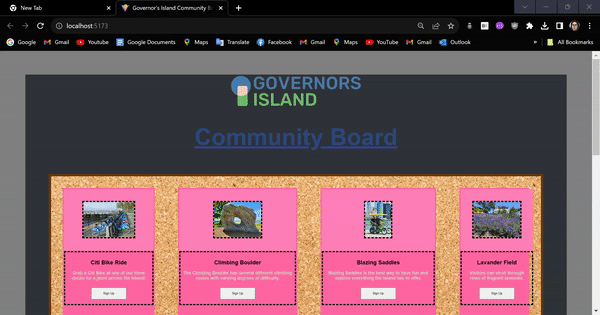 New Tab
Governor's Island Community B
localhost:5173
Google
Gmail
YouTube
Google Documents
Maps
Translate
Facebook
Maps
YouTube
Gmail
Outlook
»
All Bookmarks
GOVERNORS
ISLAND
Community Board
Citi Bike Ride
Grab a Citi Bike at one of our three
docks for a jaunt across the island!
Sign Up
Climbing Boulder
The Climbing Boulder has several different climbing
routes with varying degrees of difficulty.
Sign Up
Blazing Saddles
Blazing Saddles is the best way to have fun and
explore everything the island has to offer.
Sign Up
Lavander Field
Visitors can stroll through
rows of fragrant lavender.
Sign Up